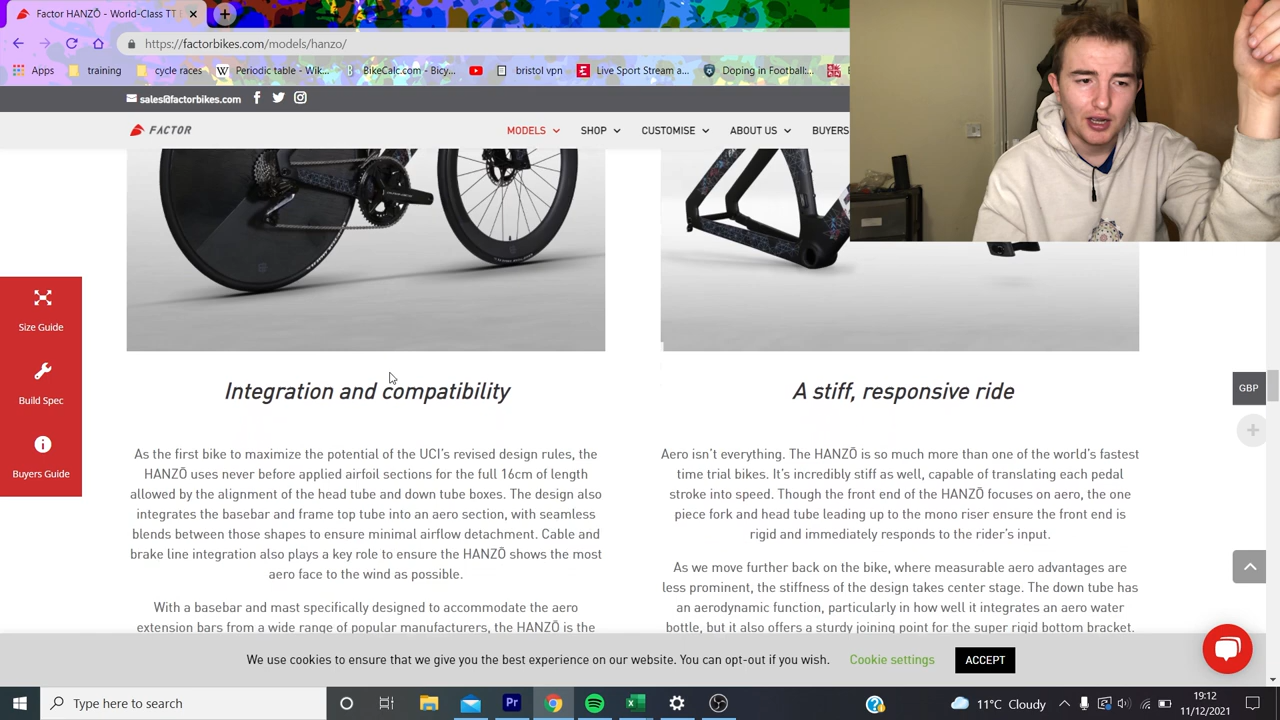 Factor HANZŌ - World-Class TT
https://factorbikes.com/models/hanzo/
Apps training cycle races Periodic table - Wik... BikeCalc.com - Bicy... bristol vpn Live Sport Stream a... Doping in Football:...
sales@factorbikes.com
FACTOR
MODELS SHOP CUSTOMISE ABOUT US BUYERS
Size Guide
Build Spec
Buyers Guide
Integration and compatibility
As the first bike to maximize the potential of the UCI's revised design rules, the
HANZŌ uses never before applied airfoil sections for the full 16cm of length
allowed by the alignment of the head tube and down tube boxes. The design also
integrates the basebar and frame top tube into an aero section, with seamless
blends between those shapes to ensure minimal airflow detachment. Cable and
brake line integration also plays a key role to ensure the HANZŌ shows the most
aero face to the wind as possible.
With a basebar and mast specifically designed to accommodate the aero
extension bars from a wide range of popular manufacturers, the HANZŌ is the
A stiff, responsive ride
Aero isn't everything. The HANZŌ is so much more than one of the world's fastest
time trial bikes. It's incredibly stiff as well, capable of translating each pedal
stroke into speed. Though the front end of the HANZŌ focuses on aero, the one
piece fork and head tube leading up to the mono riser ensure the front end is
rigid and immediately responds to the rider's input.
As we move further back on the bike, where measurable aero advantages are
less prominent, the stiffness of the design takes center stage. The down tube has
an aerodynamic function, particularly in how well it integrates an aero water
bottle, but it also offers a sturdy joining point for the super rigid bottom bracket.
GBP
We use cookies to ensure that we give you the best experience on our website. You can opt-out if you wish. Cookie settings ACCEPT
Type here to search
11°C Cloudy
19:12
11/12/2021